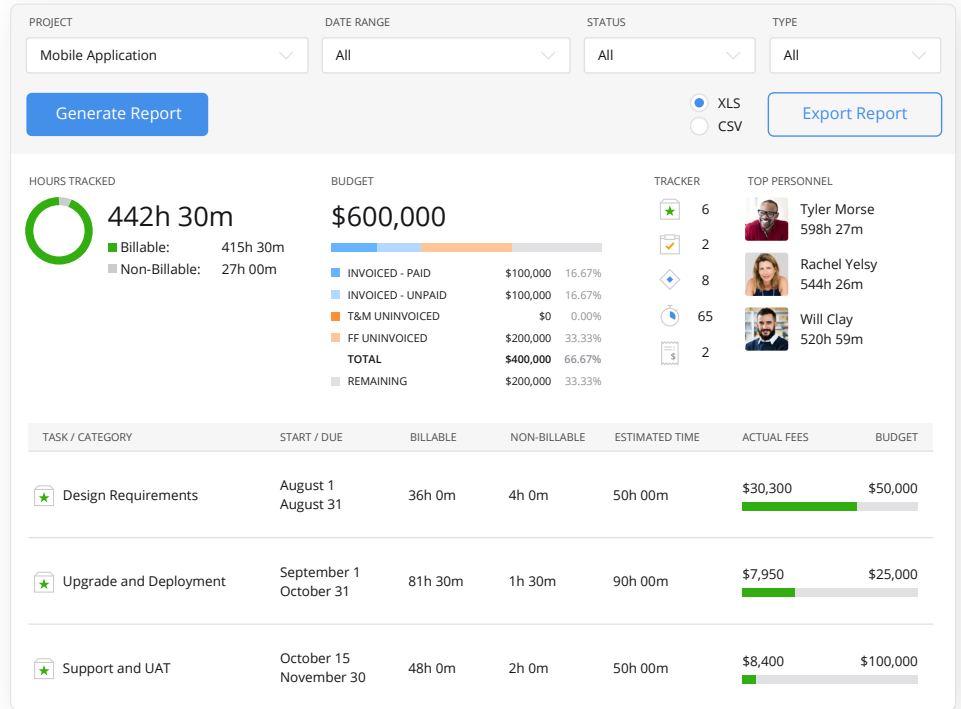 PROJECT DATE RANGE STATUS TYPE
Mobile Application All All All
Generate Report XLS Export Report
CSV
HOURS TRACKED BUDGET TRACKER TOP PERSONNEL
442h 30m $600,000 6 Tyler Morse
598h 27m
Billable: 415h 30m 2
Non-Billable: 27h 00m
INVOICED - PAID $100,000 16.67% 8 Rachel Yelsy
544h 26m
INVOICED - UNPAID $100,000 16.67%
T&M UNINVOICED $0 0.00% 65 Will Clay
520h 59m
FF UNINVOICED $200,000 33.33%
TOTAL $400,000 66.67% $ 2
REMAINING $200,000 33.33%
TASK / CATEGORY START / DUE BILLABLE NON-BILLABLE ESTIMATED TIME ACTUAL FEES BUDGET
Design Requirements August 1 36h 0m 4h 0m 50h 00m $30,300 $50,000
August 31
Upgrade and Deployment September 1 81h 30m 1h 30m 90h 00m $7,950 $25,000
October 31
Support and UAT October 15 48h 0m 2h 0m 50h 00m $8,400 $100,000
November 30